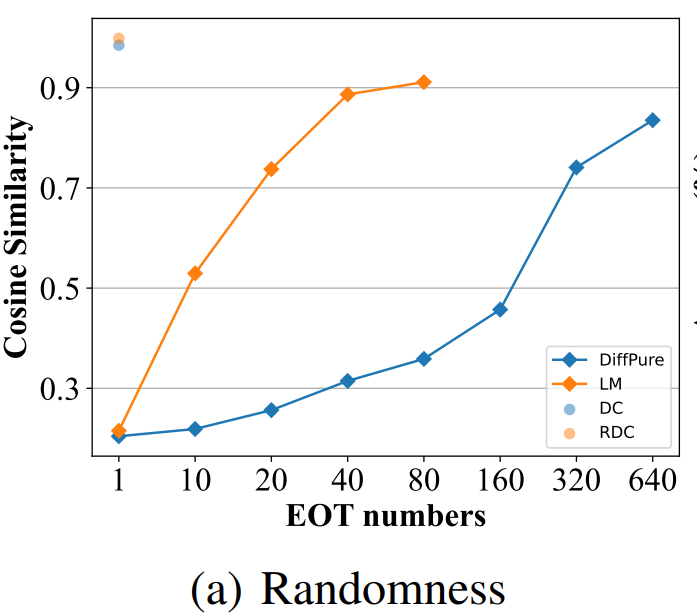 0.9
0.7
0.5
0.3
Cosine Similarity
DiffPure
LM
DC
RDC
1 10 20 40 80 160 320 640
EOT numbers
(a) Randomness